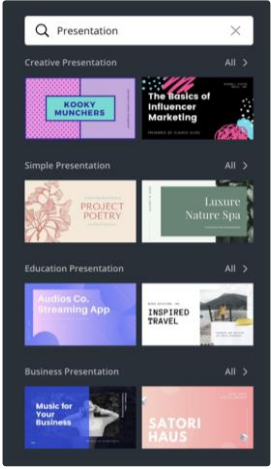 Presentation
Creative Presentation
All >
KOOKY
MUNCHERS
The Basics of
Influencer
Marketing
Simple Presentation
All >
PROJECT
POETRY
Luxure
Nature Spa
Education Presentation
All >
Audios Co.
Streaming App
INSPIRED
TRAVEL
Business Presentation
All >
Music for
Your
Business
SATORI
HAUS